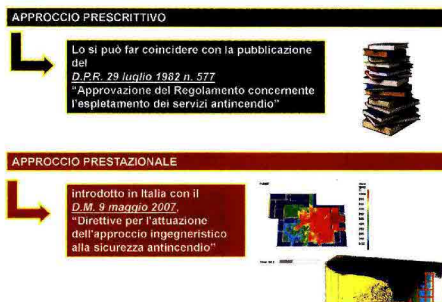 APPROCCIO PRESCRITTIVO
Lo si può far coincidere con la pubblicazione
del
D.P.R. 29 luglio 1982 n. 577
“Approvazione del Regolamento concernente
l'espletamento dei servizi antincendio”
APPROCCIO PRESTAZIONALE
introdotto in Italia con il
D.M. 9 maggio 2007,
“Direttive per l'attuazione
dell'approccio ingegneristico
alla sicurezza antincendio”